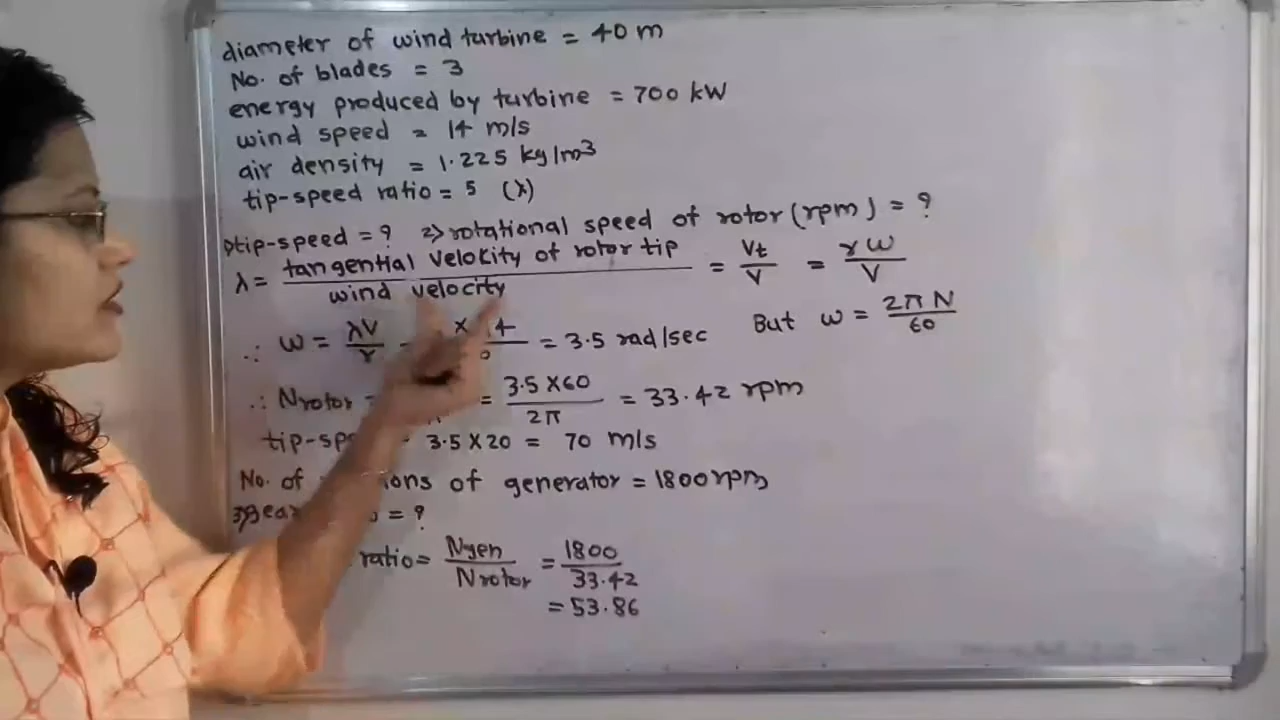 diameter of wind turbine = 40 m
No. of blades = 3
energy produced by turbine = 700 kW
wind speed = 14 m/s
air density = 1.225 kg/m3
tip-speed ratio = 5 (λ)
1) tip-speed = ? 2) rotational speed of rotor (rpm) = ?
λ = tangential velocity of rotor tip / wind velocity = Vt / V = rω / V
∴ ω = λV / r = × 14 / = 3.5 rad/sec But ω = 2πN / 60
∴ Nrotor = = 3.5 × 60 / 2π = 33.42 rpm
= 3.5 × 20 = 70 m/s
No. of generator = 1800 rpm
3) = ?
ratio = Ngen / Nrotor = 1800 / 33.42
= 53.86